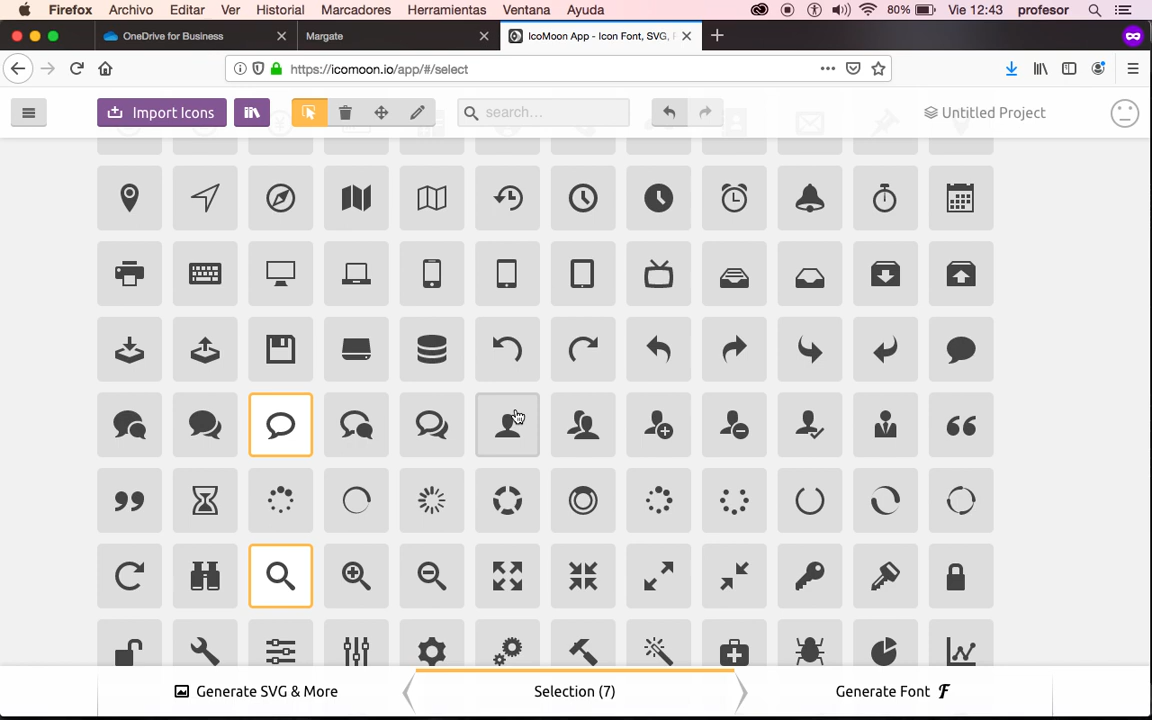 Firefox Archivo Editar Ver Historial Marcadores Herramientas Ventana Ayuda 80% Vie 12:43 profesor
OneDrive for Business Margate IcoMoon App - Icon Font, SVG,
https://icomoon.io/app/#/select
Import Icons search... Untitled Project
Generate SVG & More Selection (7) Generate Font